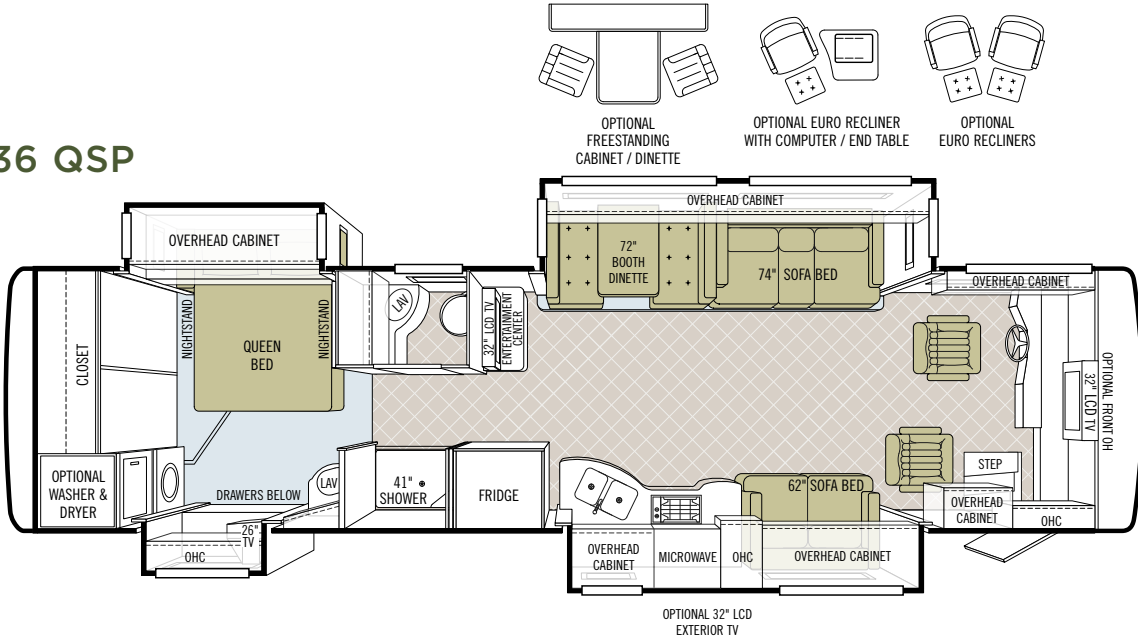 OPTIONAL
FREESTANDING
CABINET / DINETTE
OPTIONAL EURO RECLINER
WITH COMPUTER / END TABLE
OPTIONAL
EURO RECLINERS
36 QSP
OVERHEAD CABINET
OVERHEAD CABINET
72"
BOOTH
DINETTE
74" SOFA BED
OVERHEAD CABINET
CLOSET
NIGHTSTAND
QUEEN
BED
NIGHTSTAND
LAV
32" LCD TV
ENTERTAINMENT
CENTER
32" LCD TV
OPTIONAL FRONT OH
OPTIONAL
WASHER &
DRYER
DRAWERS BELOW
LAV
41"
SHOWER
FRIDGE
62" SOFA BED
STEP
OVERHEAD
CABINET
OHC
26"
TV
OHC
OVERHEAD
CABINET
MICROWAVE
OHC
OVERHEAD CABINET
OPTIONAL 32" LCD
EXTERIOR TV